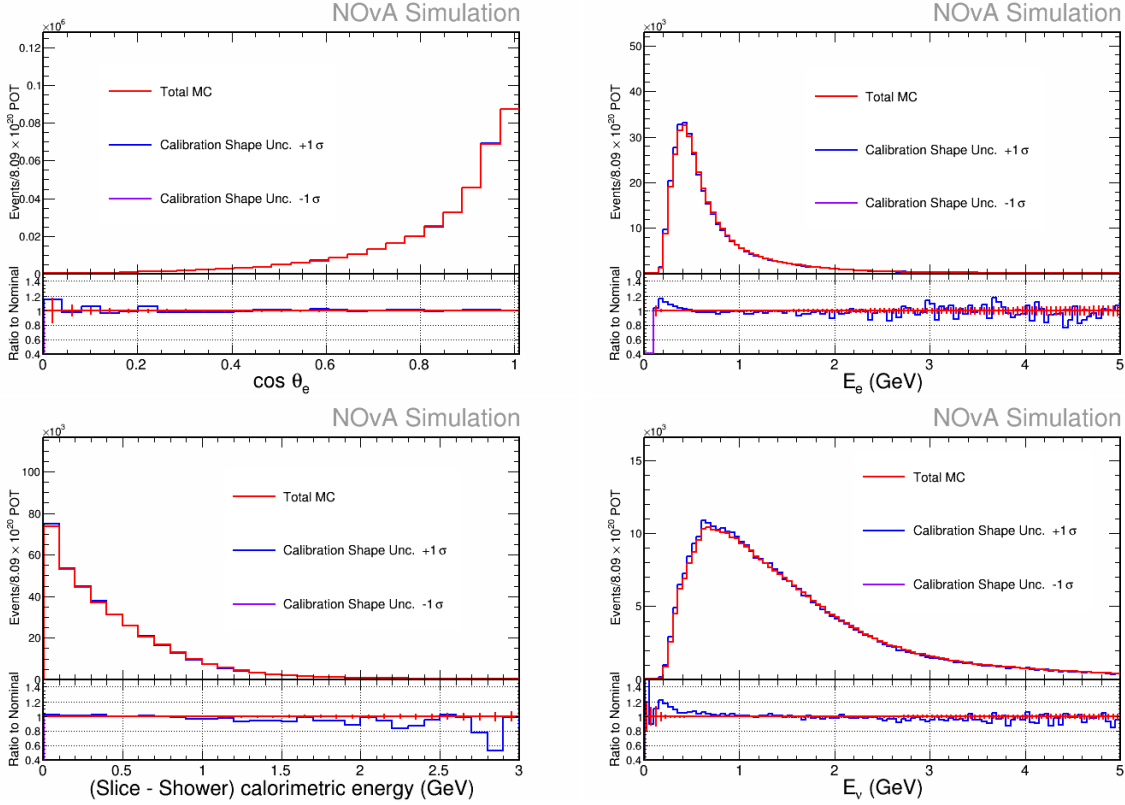 NOvA Simulation
×10⁶
Events/8.09 × 10²⁰ POT
0.12
0.1
0.08
0.06
0.04
0.02
0
Total MC
Calibration Shape Unc. +1σ
Calibration Shape Unc. -1σ
Ratio to Nominal
1.4
1.2
1
0.8
0.6
0.4
0 0.2 0.4 0.6 0.8 1
cos θₑ
NOvA Simulation
×10³
Events/8.09 × 10²⁰ POT
50
40
30
20
10
0
Total MC
Calibration Shape Unc. +1σ
Calibration Shape Unc. -1σ
Ratio to Nominal
1.4
1.2
1
0.8
0.6
0.4
0 1 2 3 4 5
Eₑ (GeV)
NOvA Simulation
×10³
Events/8.09 × 10²⁰ POT
100
80
60
40
20
0
Total MC
Calibration Shape Unc. +1σ
Calibration Shape Unc. -1σ
Ratio to Nominal
1.4
1.2
1
0.8
0.6
0.4
0 0.5 1 1.5 2 2.5 3
(Slice - Shower) calorimetric energy (GeV)
NOvA Simulation
×10³
Events/8.09 × 10²⁰ POT
15
10
5
Total MC
Calibration Shape Unc. +1σ
Calibration Shape Unc. -1σ
Ratio to Nominal
1.4
1.2
1
0.8
0.6
0.4
0 1 2 3 4 5
E_ν (GeV)